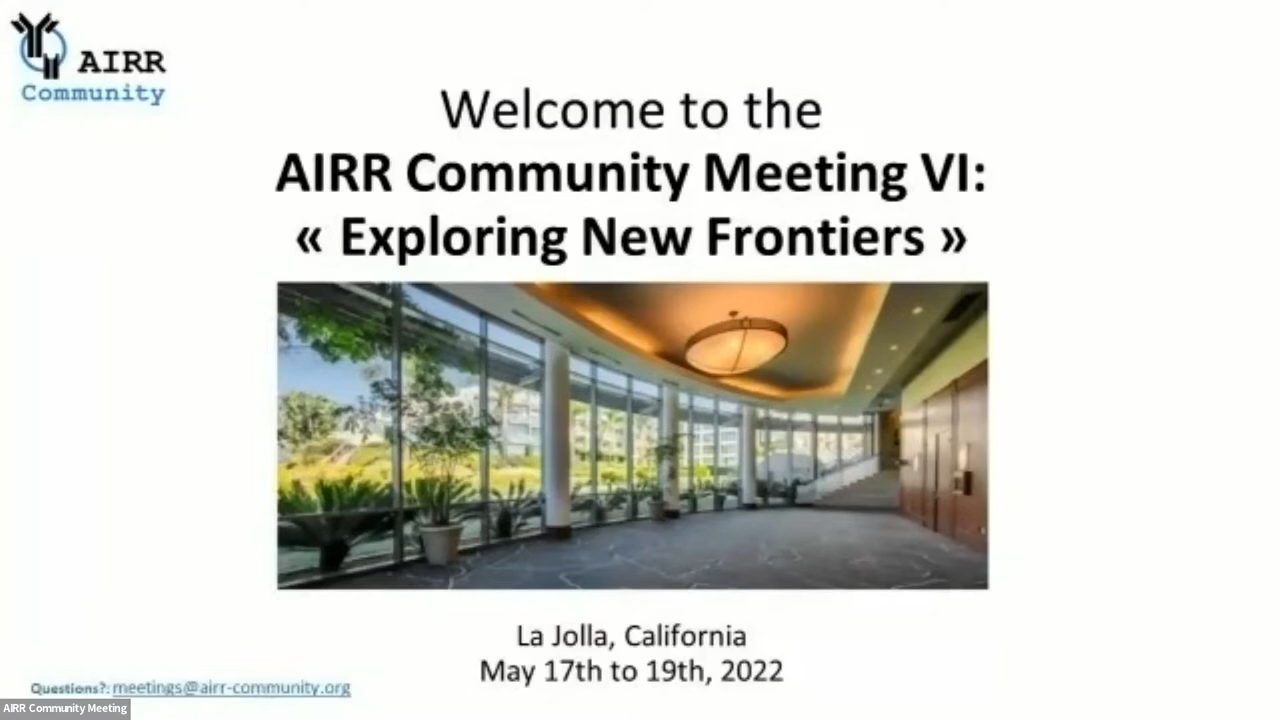 AIRR
Community
Welcome to the
AIRR Community Meeting VI:
« Exploring New Frontiers »
La Jolla, California
May 17th to 19th, 2022
Questions?: meetings@airr-community.org
AIRR Community Meeting